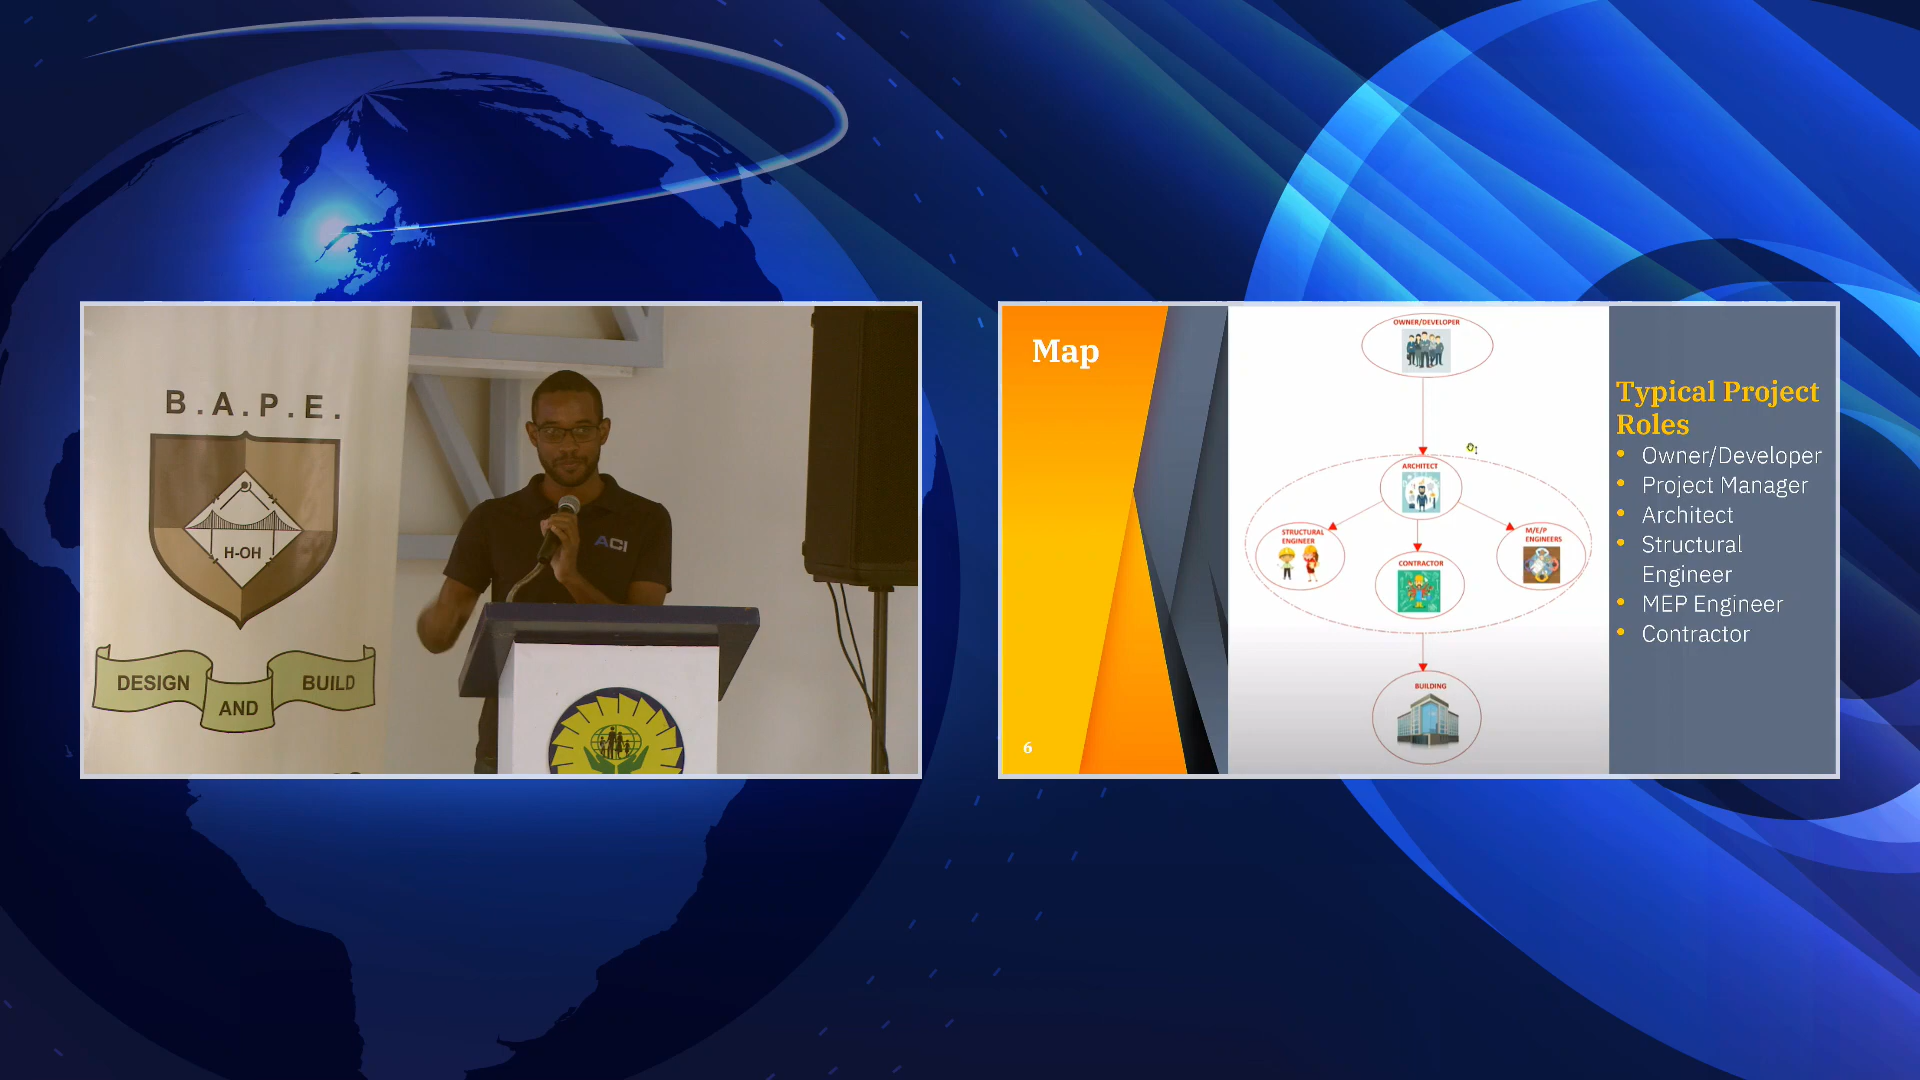 B.A.P.E.
H-OH
DESIGN
AND
BUILD
ACI
Map
6
OWNER/DEVELOPER
ARCHITECT
STRUCTURAL
ENGINEER
M/E/P
ENGINEERS
CONTRACTOR
BUILDING
Typical Project
Roles
• Owner/Developer
• Project Manager
• Architect
• Structural
Engineer
• MEP Engineer
• Contractor